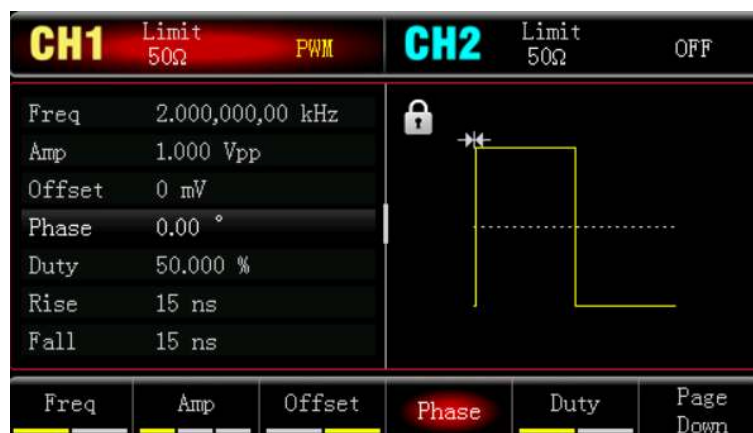 CH1 Limit 50Ω PWM CH2 Limit 50Ω OFF
Freq 2.000,000,00 kHz
Amp 1.000 Vpp
Offset 0 mV
Phase 0.00 °
Duty 50.000 %
Rise 15 ns
Fall 15 ns
Freq Amp Offset Phase Duty Page Down